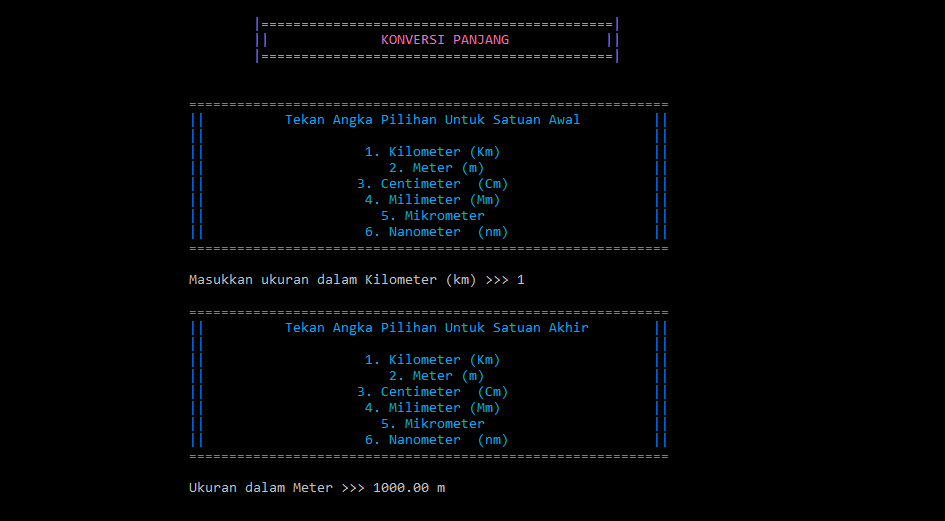 |============================================|
||              KONVERSI PANJANG            ||
|============================================|
============================================================
||          Tekan Angka Pilihan Untuk Satuan Awal         ||
||                                                        ||
||                    1. Kilometer (Km)                   ||
||                       2. Meter (m)                     ||
||                   3. Centimeter  (Cm)                  ||
||                    4. Milimeter (Mm)                   ||
||                      5. Mikrometer                     ||
||                    6. Nanometer  (nm)                  ||
============================================================
Masukkan ukuran dalam Kilometer (km) >>> 1
============================================================
||          Tekan Angka Pilihan Untuk Satuan Akhir        ||
||                                                        ||
||                    1. Kilometer (Km)                   ||
||                       2. Meter (m)                     ||
||                   3. Centimeter  (Cm)                  ||
||                    4. Milimeter (Mm)                   ||
||                      5. Mikrometer                     ||
||                    6. Nanometer  (nm)                  ||
============================================================
Ukuran dalam Meter >>> 1000.00 m